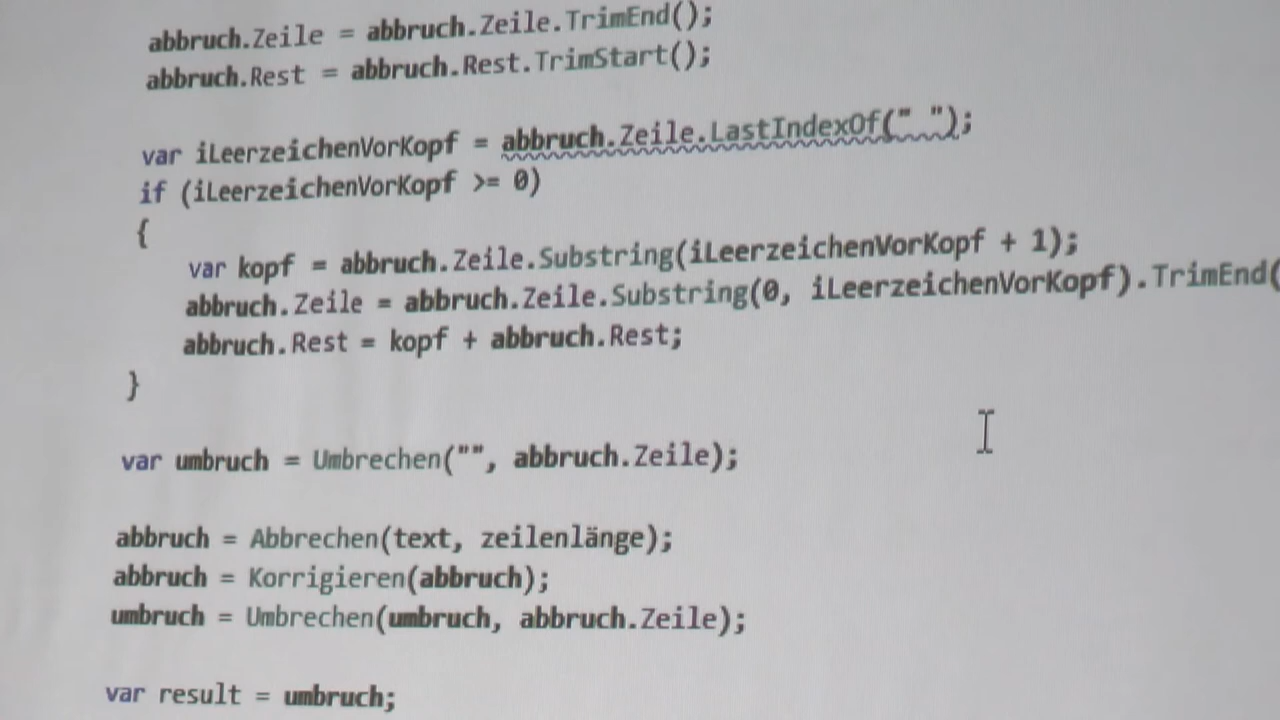 abbruch.Zeile = abbruch.Zeile.TrimEnd();
abbruch.Rest = abbruch.Rest.TrimStart();
var iLeerzeichenVorKopf = abbruch.Zeile.LastIndexOf(" ");
if (iLeerzeichenVorKopf >= 0)
{
var kopf = abbruch.Zeile.Substring(iLeerzeichenVorKopf + 1);
abbruch.Zeile = abbruch.Zeile.Substring(0, iLeerzeichenVorKopf).TrimEnd(
abbruch.Rest = kopf + abbruch.Rest;
}
var umbruch = Umbrechen("", abbruch.Zeile);
abbruch = Abbrechen(text, zeilenlänge);
abbruch = Korrigieren(abbruch);
umbruch = Umbrechen(umbruch, abbruch.Zeile);
var result = umbruch;